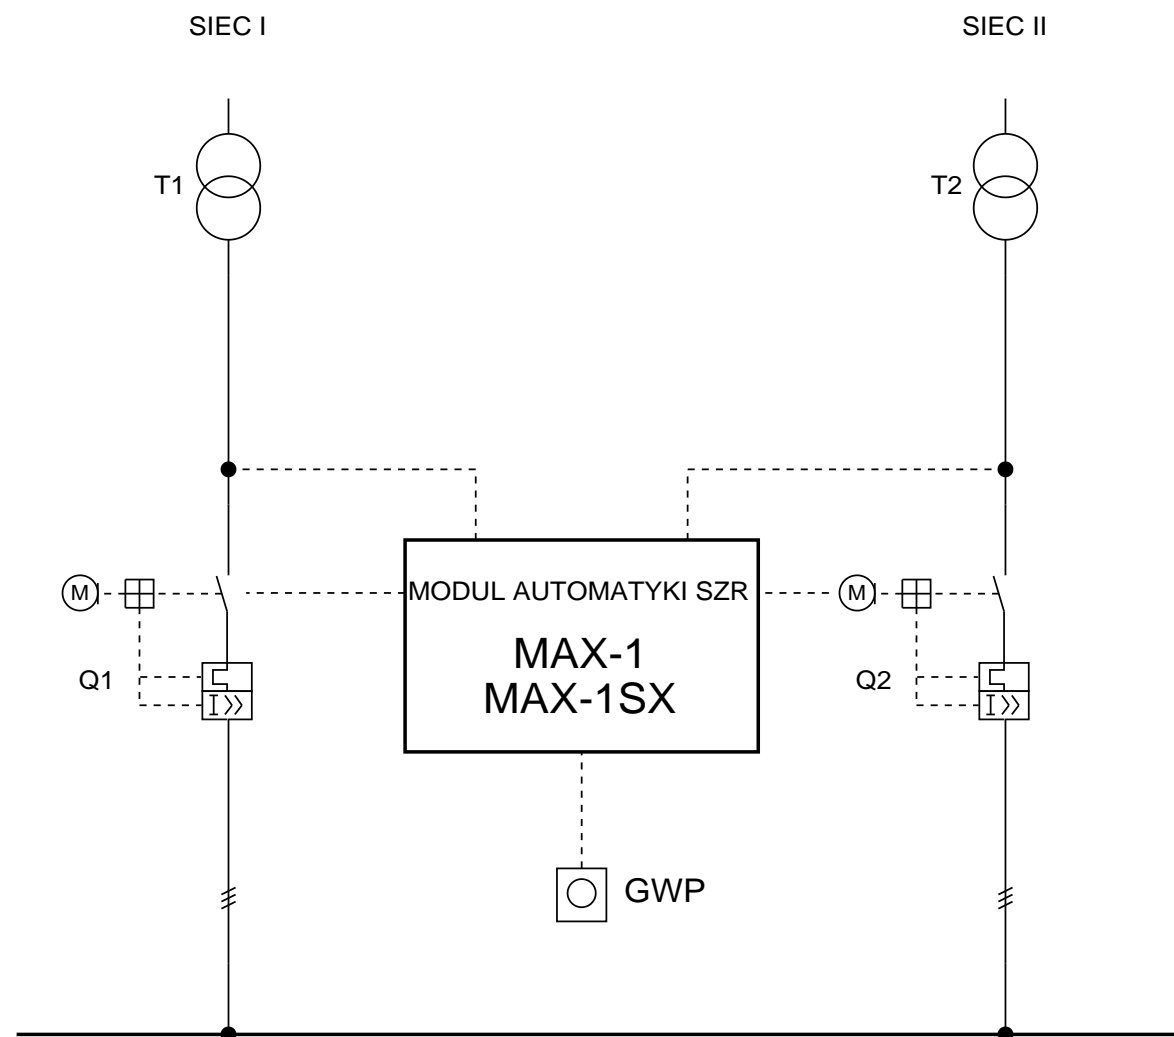 SIEC I
SIEC II
T1
T2
M
MODUL AUTOMATYKI SZR
M
MAX-1
MAX-1SX
Q1
I>>
Q2
I>>
GWP